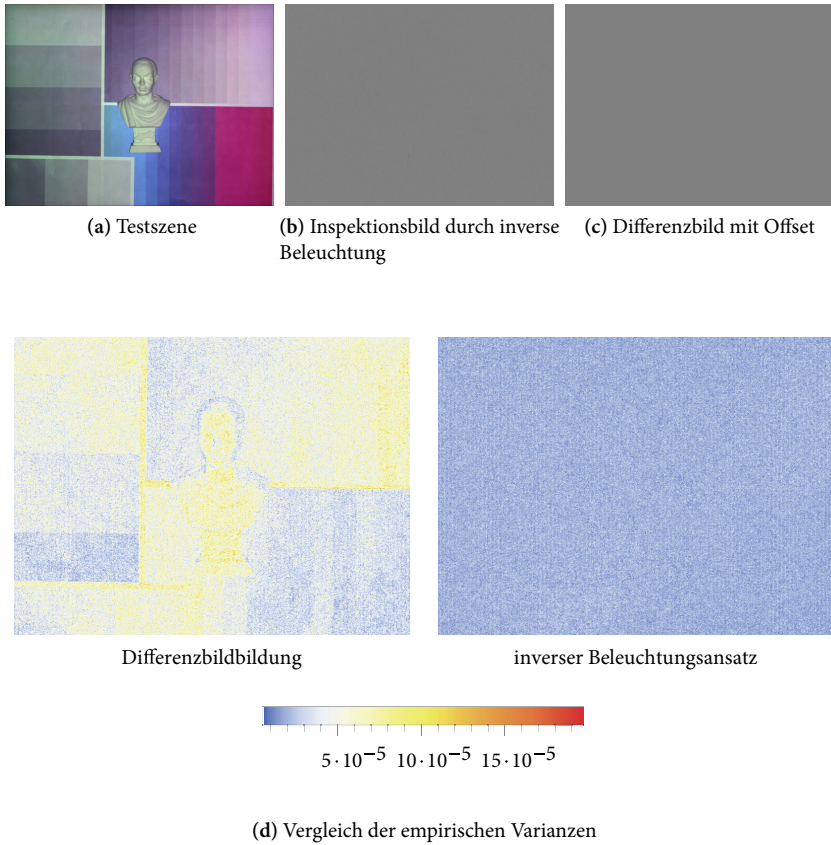 (a) Testszene
(b) Inspektionsbild durch inverse
Beleuchtung
(c) Differenzbild mit Offset
Differenzbildbildung
inverser Beleuchtungsansatz
5·10⁻⁵ 10·10⁻⁵ 15·10⁻⁵
(d) Vergleich der empirischen Varianzen